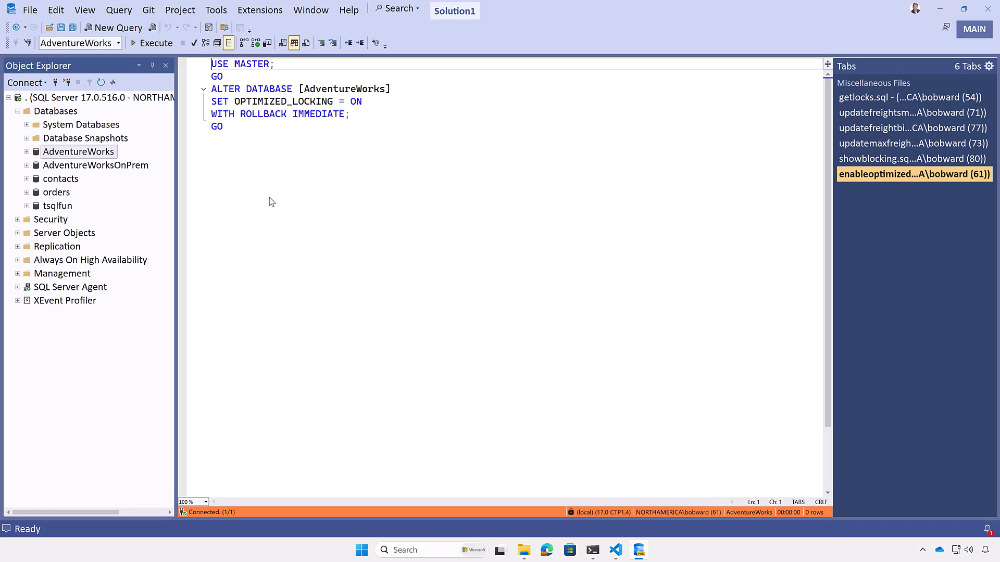 File Edit View Query Git Project Tools Extensions Window Help Search Solution1
New Query
MAIN
AdventureWorks Execute
Object Explorer
Connect
. (SQL Server 17.0.516.0 - NORTHAM
Databases
System Databases
Database Snapshots
AdventureWorks
AdventureWorksOnPrem
contacts
orders
tsqlfun
Security
Server Objects
Replication
Always On High Availability
Management
SQL Server Agent
XEvent Profiler
USE MASTER;
GO
ALTER DATABASE [AdventureWorks]
SET OPTIMIZED_LOCKING = ON
WITH ROLLBACK IMMEDIATE;
GO
100 %
Ln: 1 Ch: 1 TABS CRLF
Connected. (1/1) (local) (17.0 CTP1.4) NORTHAMERICA\bobward (61) AdventureWorks 00:00:00 0 rows
Tabs 6 Tabs
Miscellaneous Files
getlocks.sql - (...CA\bobward (54))
updatefreightsm...A\bobward (71))
updatefreightbi...CA\bobward (77))
updatemaxfreigh...A\bobward (73))
showblocking.sq...A\bobward (80))
enableoptimized...A\bobward (61))
Ready
1
Search Microsoft
PRE